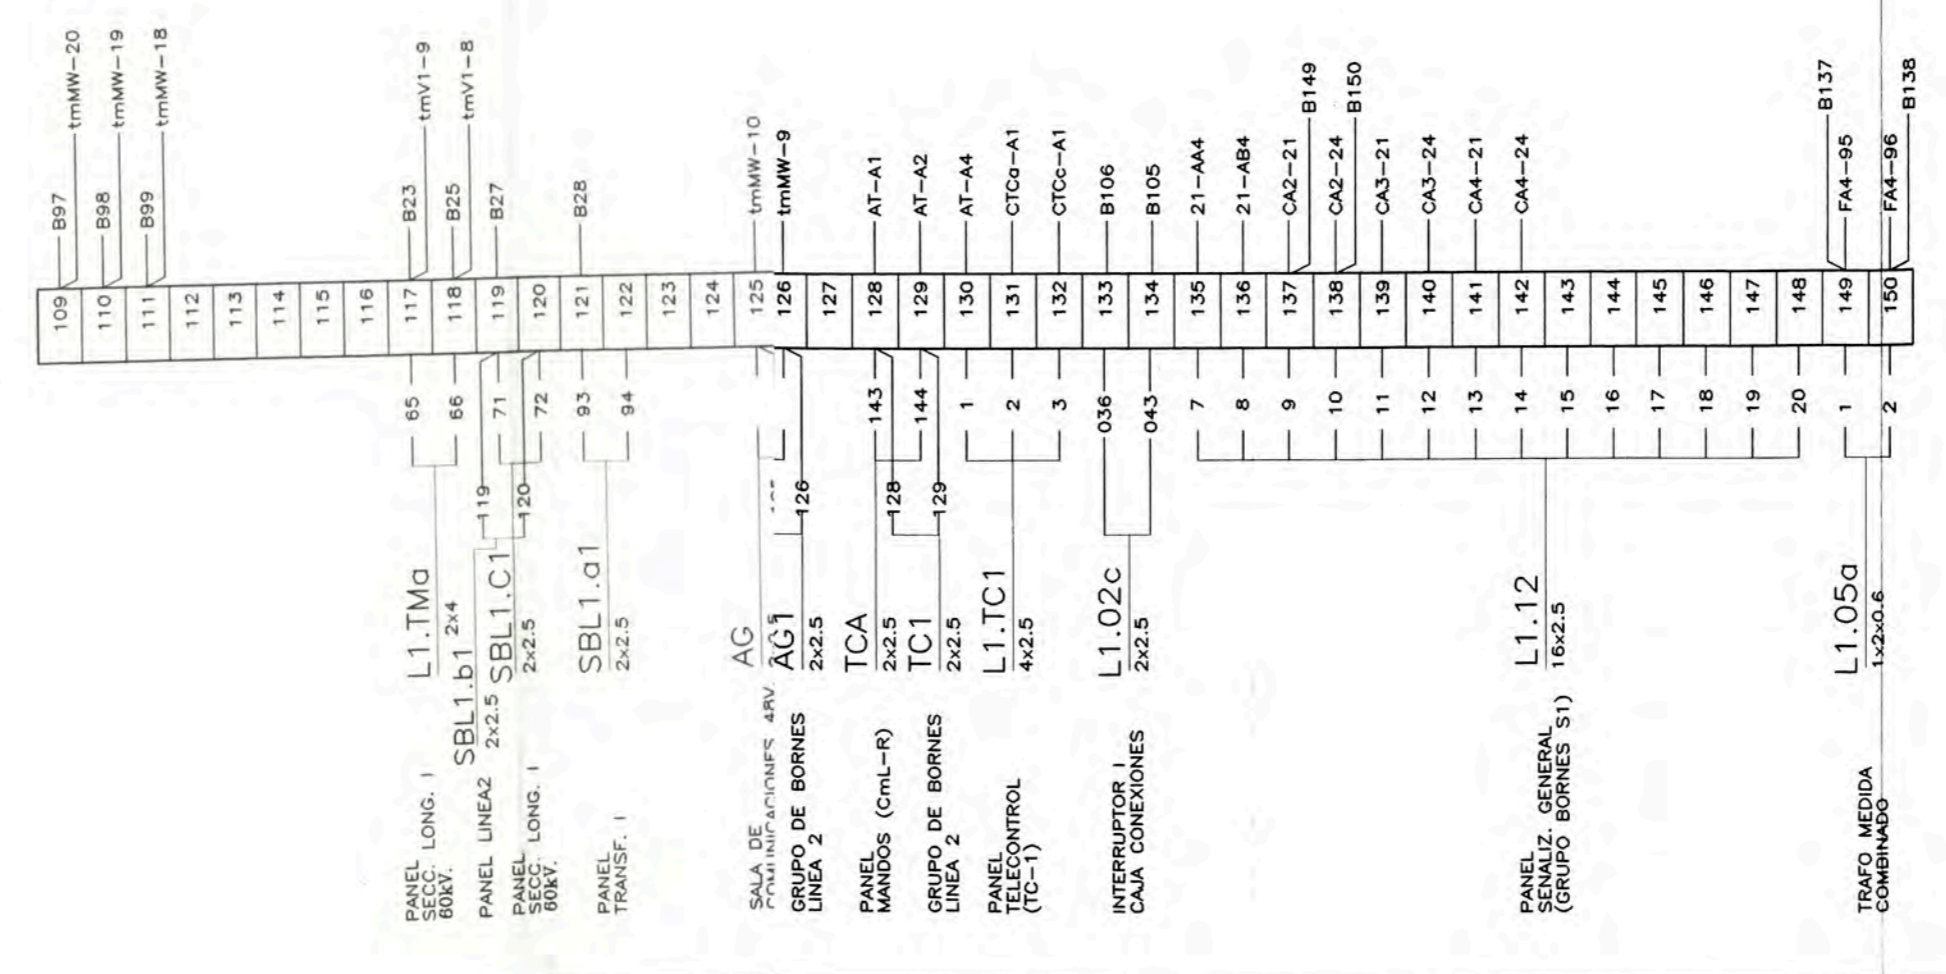 B97
tmMW-20
B98
tmMW-19
B99
tmMW-18
B23
tmV1-9
B25
tmV1-8
B27
B28
tmMW-10
tmMW-9
AT-A1
AT-A2
AT-A4
CTCa-A1
CTCc-A1
B106
B105
21-AA4
21-AB4
CA2-21
B149
CA2-24
B150
CA3-21
CA3-24
CA4-21
CA4-24
B137
FA4-95
FA4-96
B138
109
110
111
112
113
114
115
116
117
118
119
120
121
122
123
124
125
126
127
128
129
130
131
132
133
134
135
136
137
138
139
140
141
142
143
144
145
146
147
148
149
150
65
66
71
72
93
94
143
144
1
2
3
036
043
7
8
9
10
11
12
13
14
15
16
17
18
19
20
1
2
119
120
126
128
129
L1.TMa
2x4
SBL1.b1
2x2.5
SBL1.C1
2x2.5
SBL1.a1
2x2.5
AG
AG1
2x2.5
TCA
2x2.5
TC1
2x2.5
L1.TC1
4x2.5
L1.02c
2x2.5
L1.12
16x2.5
L1.05a
1x2x0.6
PANEL
SECC. LONG. I
60kV.
PANEL LINEA2
PANEL
SECC. LONG. I
60kV.
PANEL
TRANSF. I
SALA DE
COMUNICACIONES 48V.
GRUPO DE BORNES
LINEA 2
PANEL
MANDOS (CmL-R)
GRUPO DE BORNES
LINEA 2
PANEL
TELECONTROL
(TC-1)
INTERRUPTOR I
CAJA CONEXIONES
PANEL
SENALIZ. GENERAL
(GRUPO BORNES S1)
TRAFO MEDIDA
COMBINADO